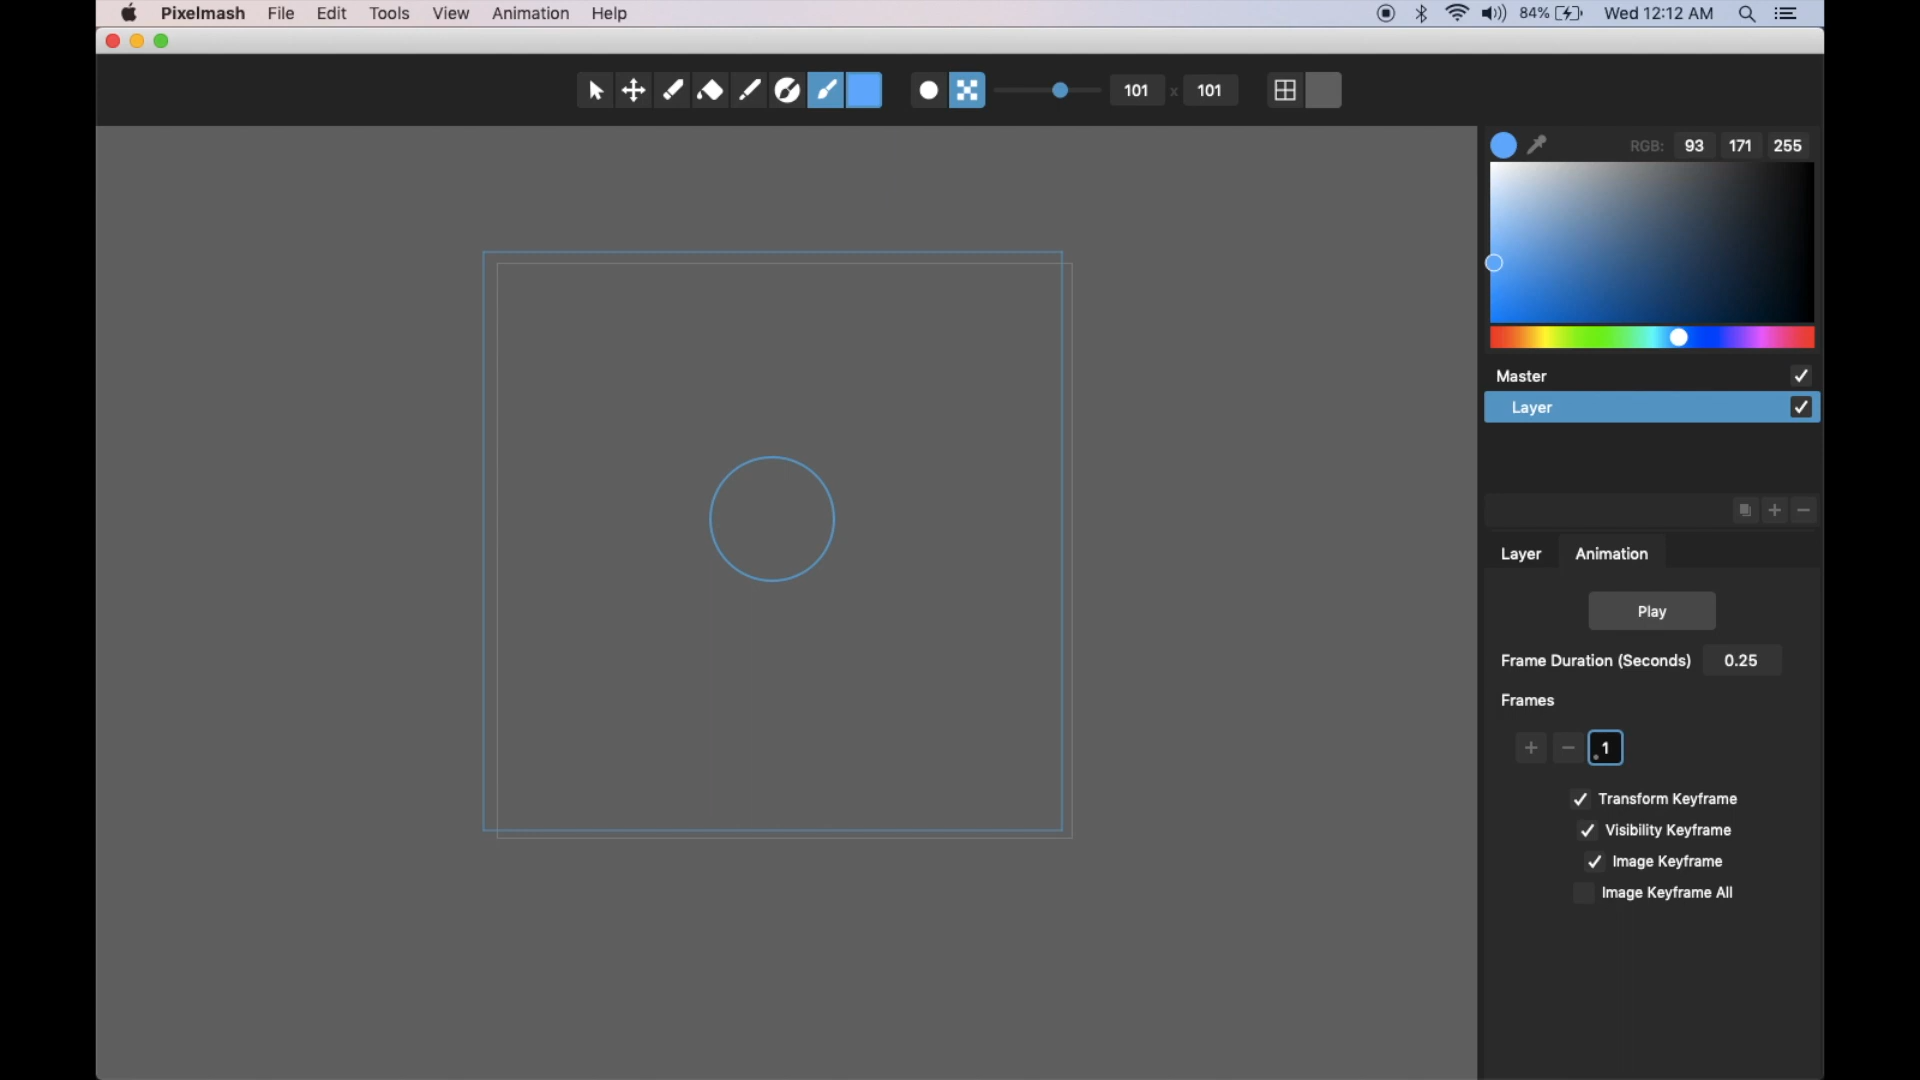 Pixelmash File Edit Tools View Animation Help 84% Wed 12:12 AM
101 x 101
RGB: 93 171 255
Master
Layer
Layer Animation
Play
Frame Duration (Seconds) 0.25
Frames
+ − 1
Transform Keyframe
Visibility Keyframe
Image Keyframe
Image Keyframe All